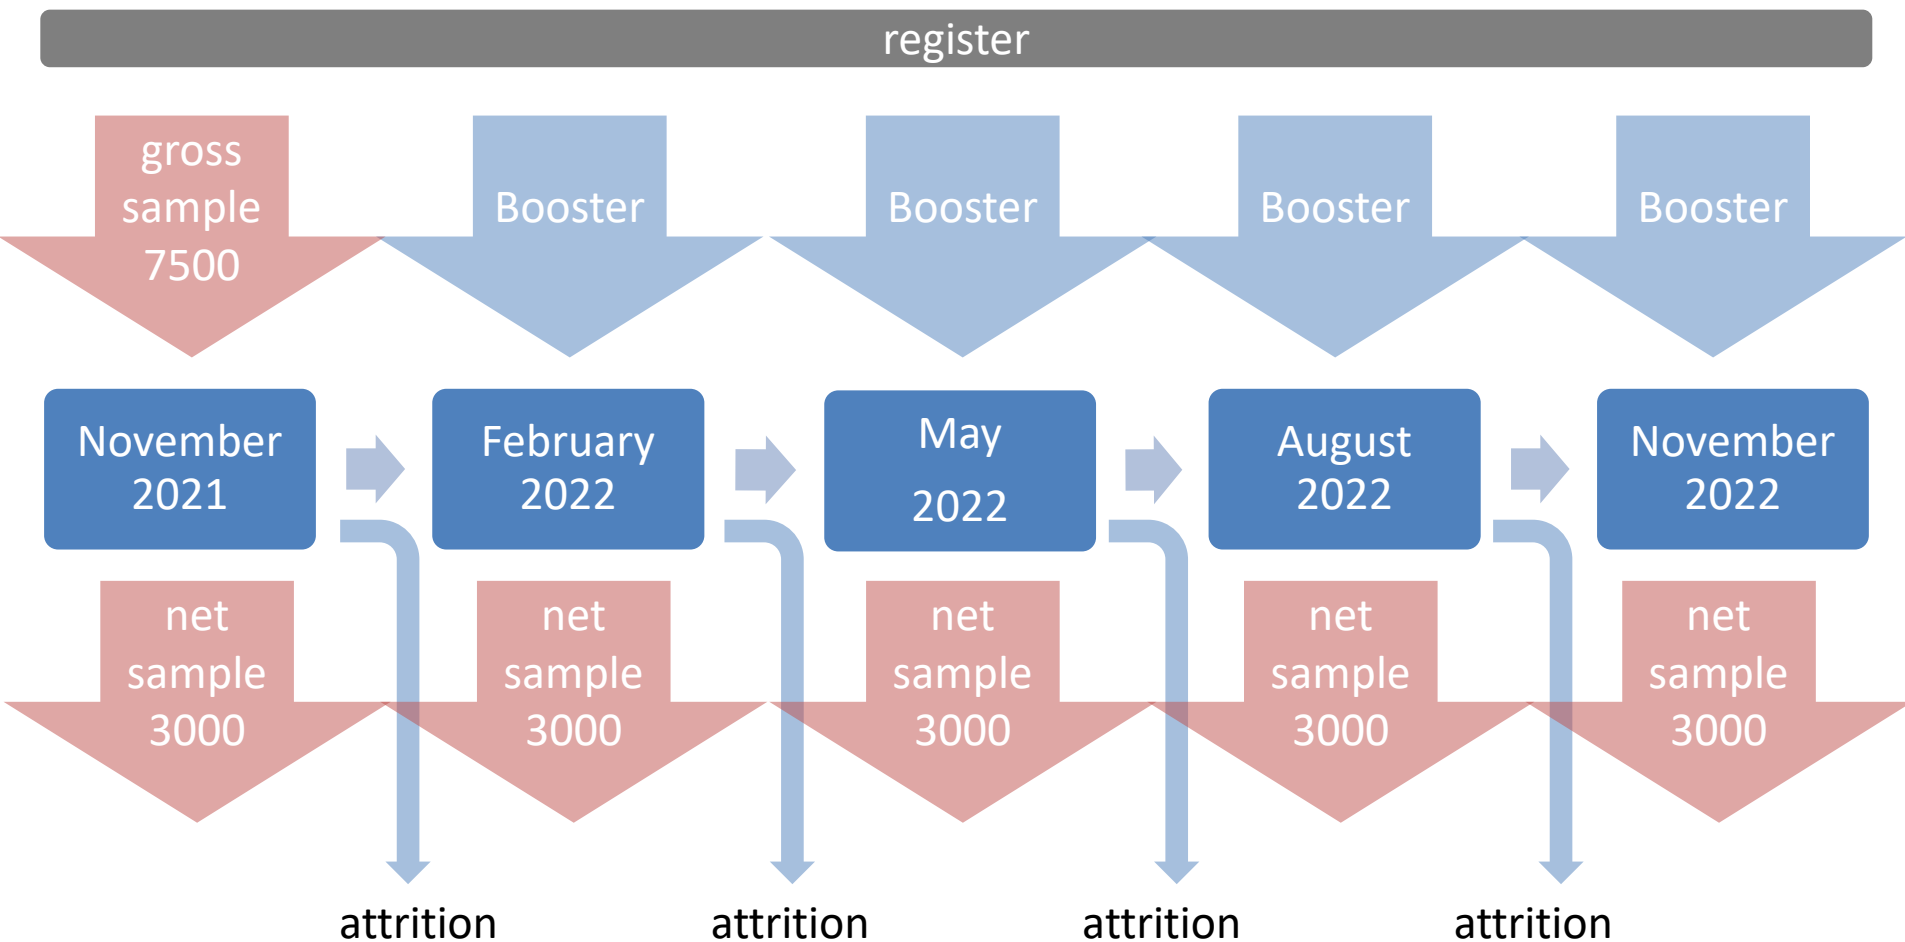 register
gross
sample
7500
Booster
Booster
Booster
Booster
November
2021
February
2022
May
2022
August
2022
November
2022
net
sample
3000
net
sample
3000
net
sample
3000
net
sample
3000
net
sample
3000
attrition
attrition
attrition
attrition